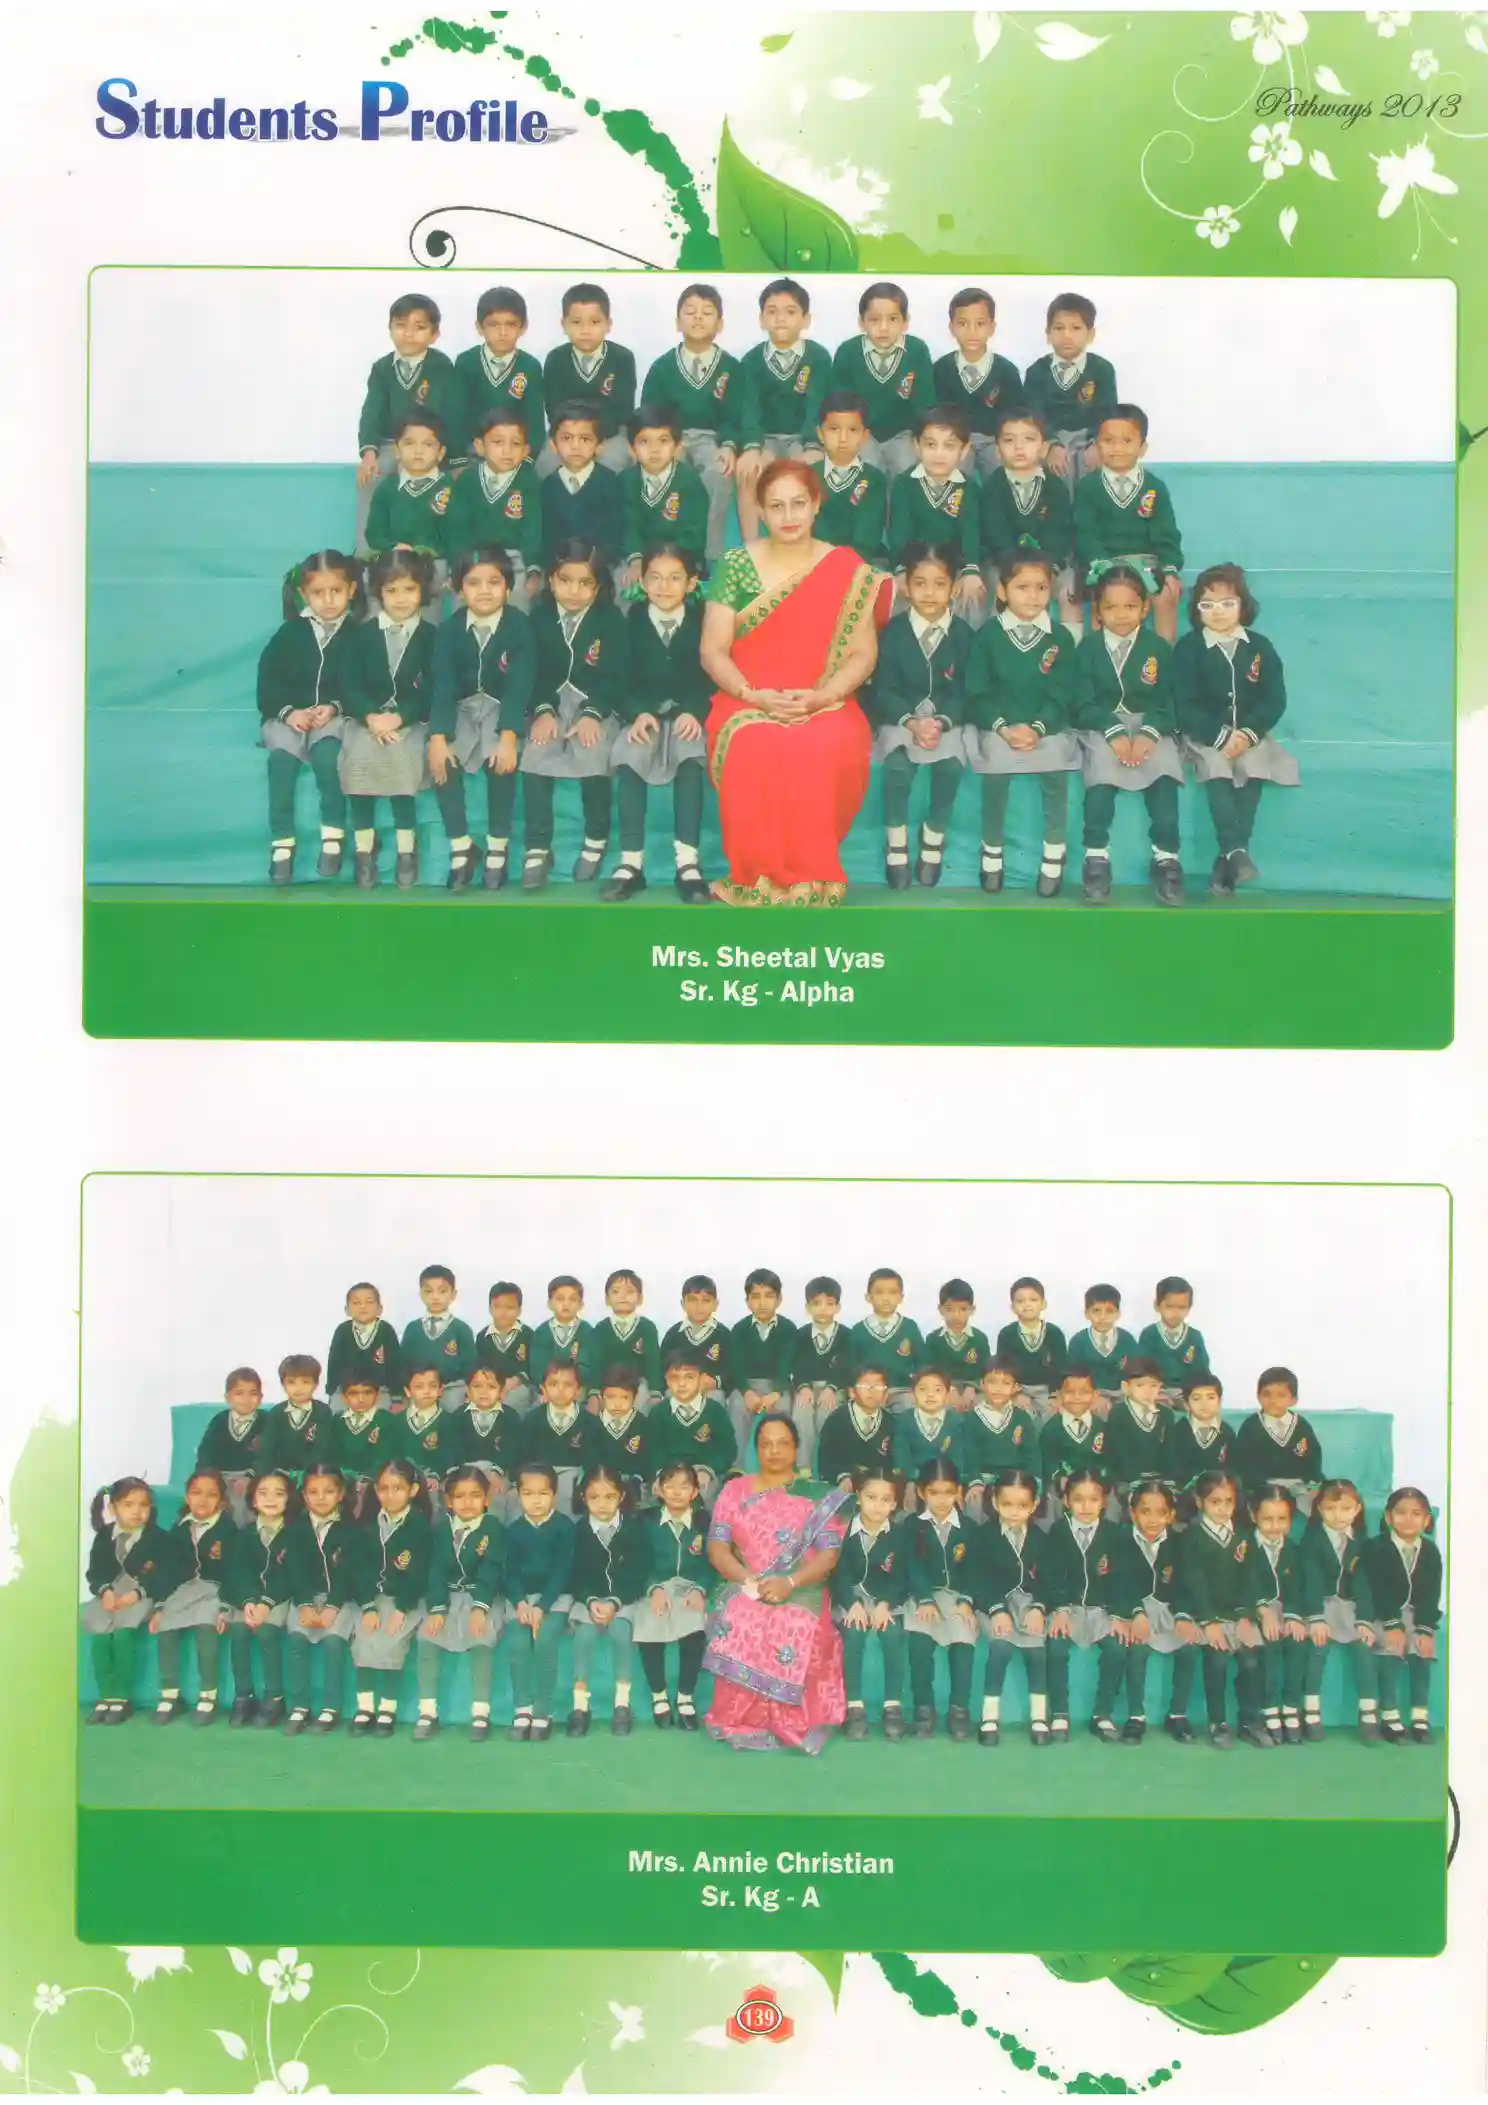 Students Profile
Pathways 2013
Mrs. Sheetal Vyas
Sr. Kg - Alpha
Mrs. Annie Christian
Sr. Kg - A
139